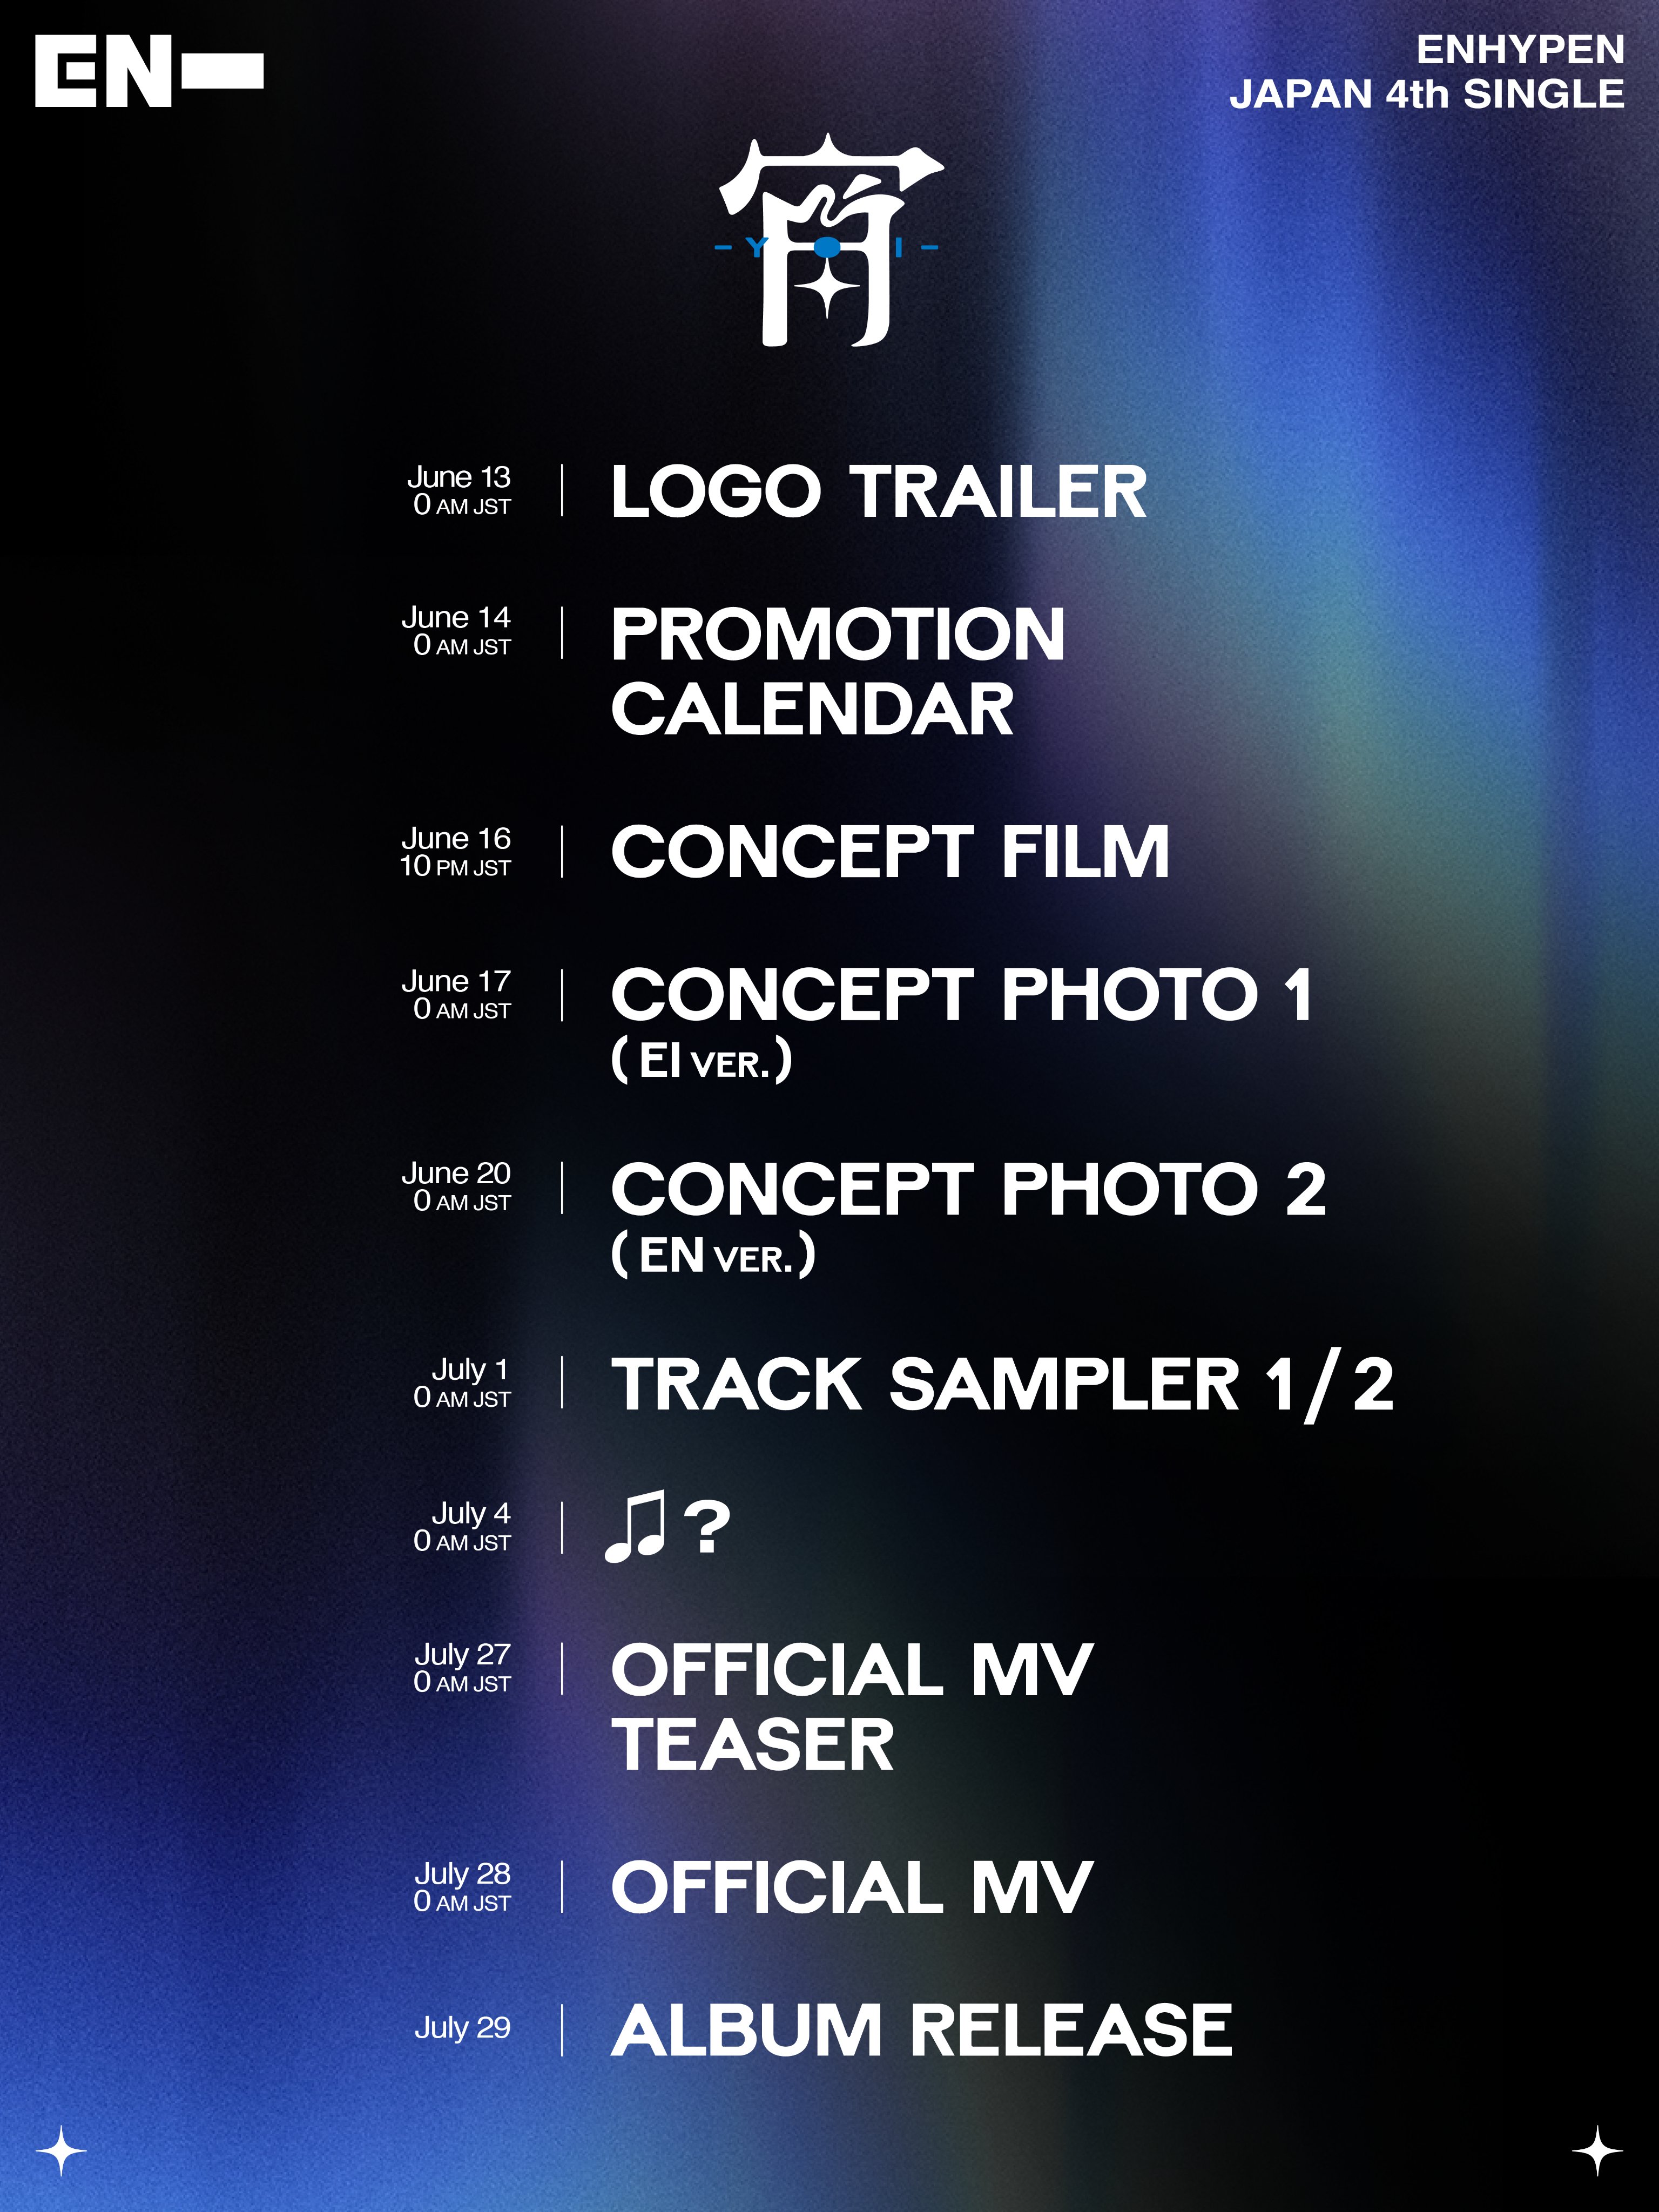 EN-
ENHYPEN
JAPAN 4th SINGLE
宵
- Y O I -
June 13
0 AM JST
LOGO TRAILER
June 14
0 AM JST
PROMOTION
CALENDAR
June 16
10 PM JST
CONCEPT FILM
June 17
0 AM JST
CONCEPT PHOTO 1
( EI VER. )
June 20
0 AM JST
CONCEPT PHOTO 2
( EN VER. )
July 1
0 AM JST
TRACK SAMPLER 1/2
July 4
0 AM JST
♫ ?
July 27
0 AM JST
OFFICIAL MV
TEASER
July 28
0 AM JST
OFFICIAL MV
July 29
ALBUM RELEASE